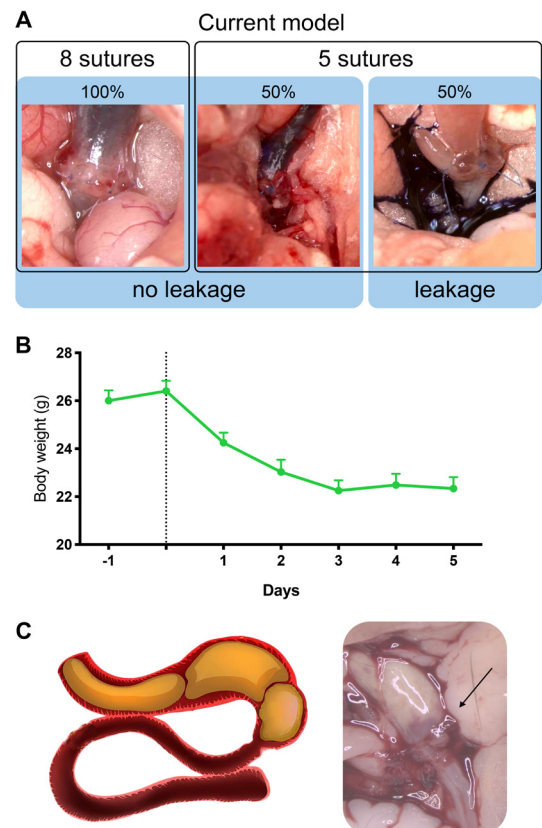 A
Current model
8 sutures
5 sutures
100%
50%
50%
no leakage
leakage
B
28
26
24
22
20
Body weight (g)
-1
1
2
3
4
5
Days
C